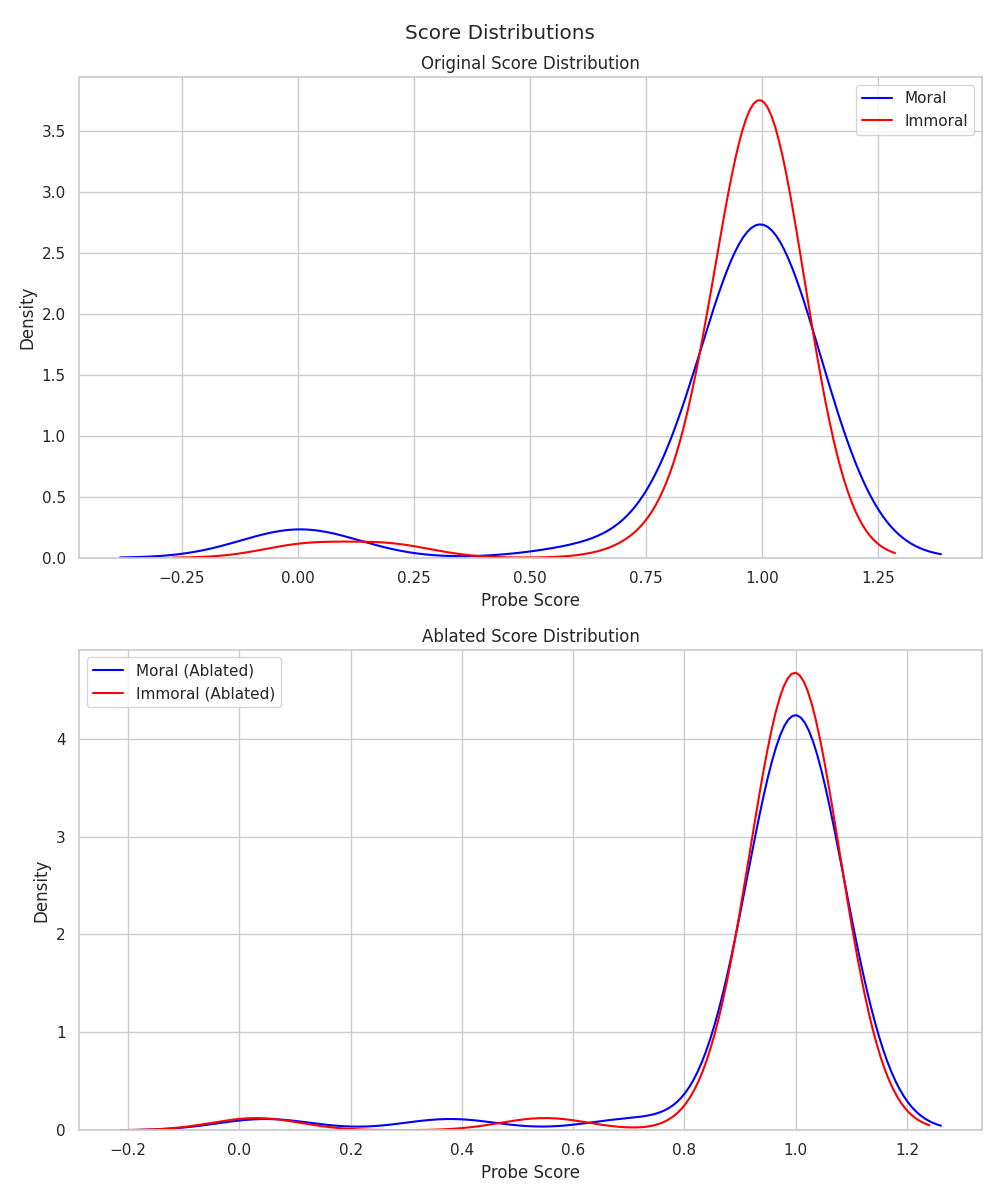 Score Distributions
Original Score Distribution
Moral
Immoral
3.5
3.0
2.5
2.0
1.5
1.0
0.5
0.0
Density
−0.25
0.00
0.25
0.50
0.75
1.00
1.25
Probe Score
Ablated Score Distribution
Moral (Ablated)
Immoral (Ablated)
4
3
2
1
0
Density
−0.2
0.0
0.2
0.4
0.6
0.8
1.0
1.2
Probe Score